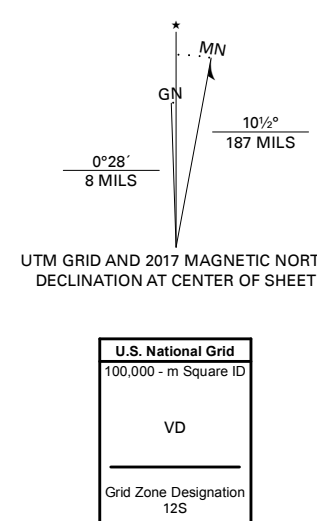 ★
MN
GN
10½°
187 MILS
0°28´
8 MILS
UTM GRID AND 2017 MAGNETIC NORT
DECLINATION AT CENTER OF SHEET
U.S. National Grid
100,000 - m Square ID
VD
Grid Zone Designation
12S